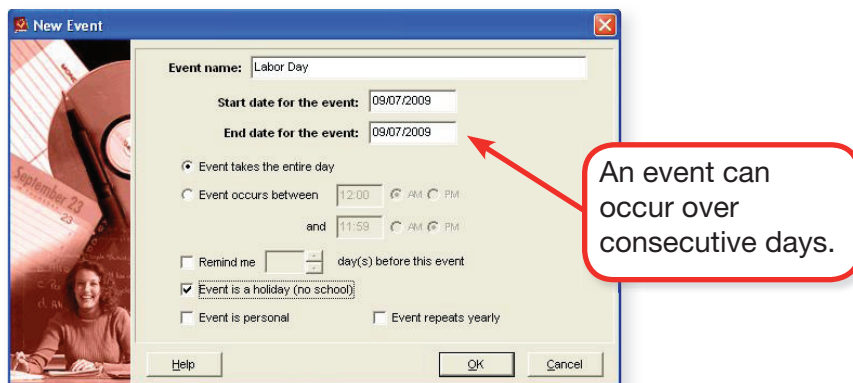 New Event
Event name: Labor Day
Start date for the event: 09/07/2009
End date for the event: 09/07/2009
Event takes the entire day
Event occurs between 12:00 AM PM
and 11:59 AM PM
Remind me day(s) before this event
Event is a holiday (no school)
Event is personal Event repeats yearly
Help OK Cancel
An event can
occur over
consecutive days.
September 23
23